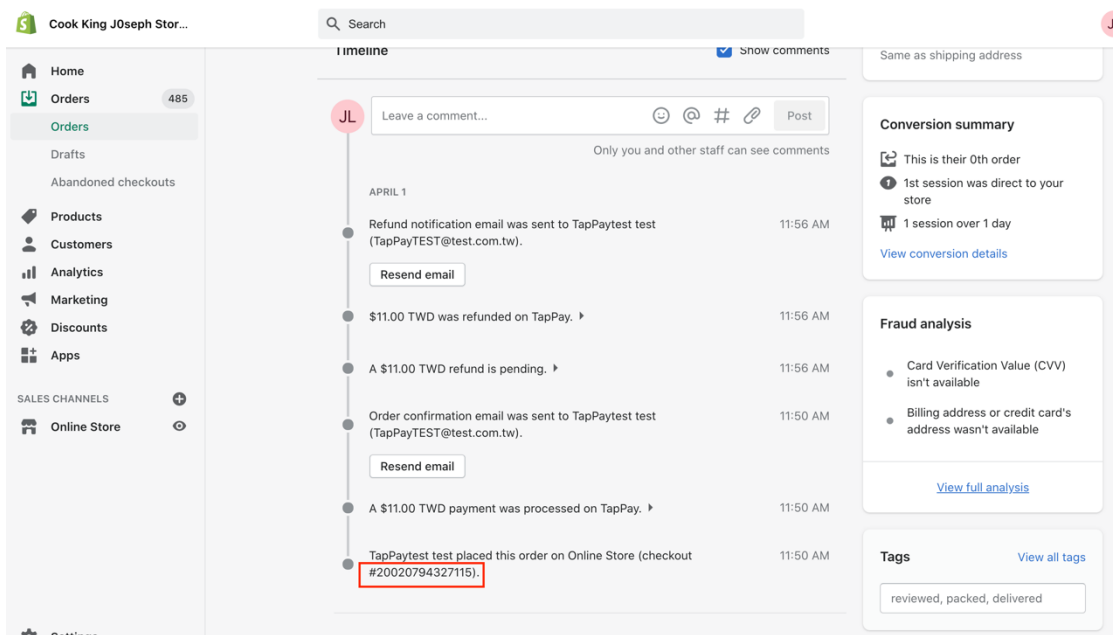 Cook King J0seph Stor...
Search
J
Home
Orders 485
Orders
Drafts
Abandoned checkouts
Products
Customers
Analytics
Marketing
Discounts
Apps
SALES CHANNELS
Online Store
Settings
Timeline
Show comments
JL
Leave a comment...
Post
Only you and other staff can see comments
APRIL 1
Refund notification email was sent to TapPaytest test 11:56 AM
(TapPayTEST@test.com.tw).
Resend email
$11.00 TWD was refunded on TapPay. 11:56 AM
A $11.00 TWD refund is pending. 11:56 AM
Order confirmation email was sent to TapPaytest test 11:50 AM
(TapPayTEST@test.com.tw).
Resend email
A $11.00 TWD payment was processed on TapPay. 11:50 AM
TapPaytest test placed this order on Online Store (checkout 11:50 AM
#20020794327115).
Same as shipping address
Conversion summary
This is their 0th order
1
1st session was direct to your
store
1 session over 1 day
View conversion details
Fraud analysis
Card Verification Value (CVV)
isn't available
Billing address or credit card's
address wasn't available
View full analysis
Tags
View all tags
reviewed, packed, delivered